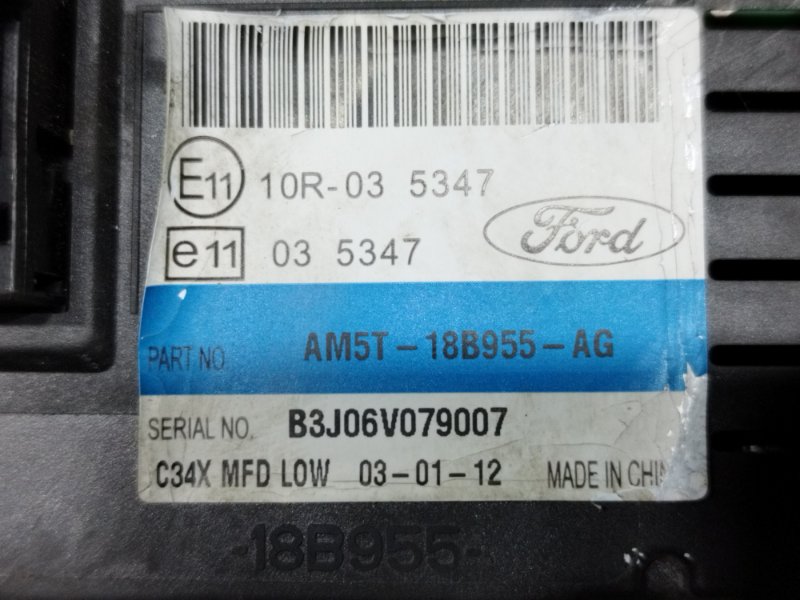 E11 10R-03 5347
e11 03 5347
Ford
PART NO. AM5T-18B955-AG
SERIAL NO. B3J06V079007
C34X MFD LOW 03-01-12 MADE IN CHINA
-18B955-